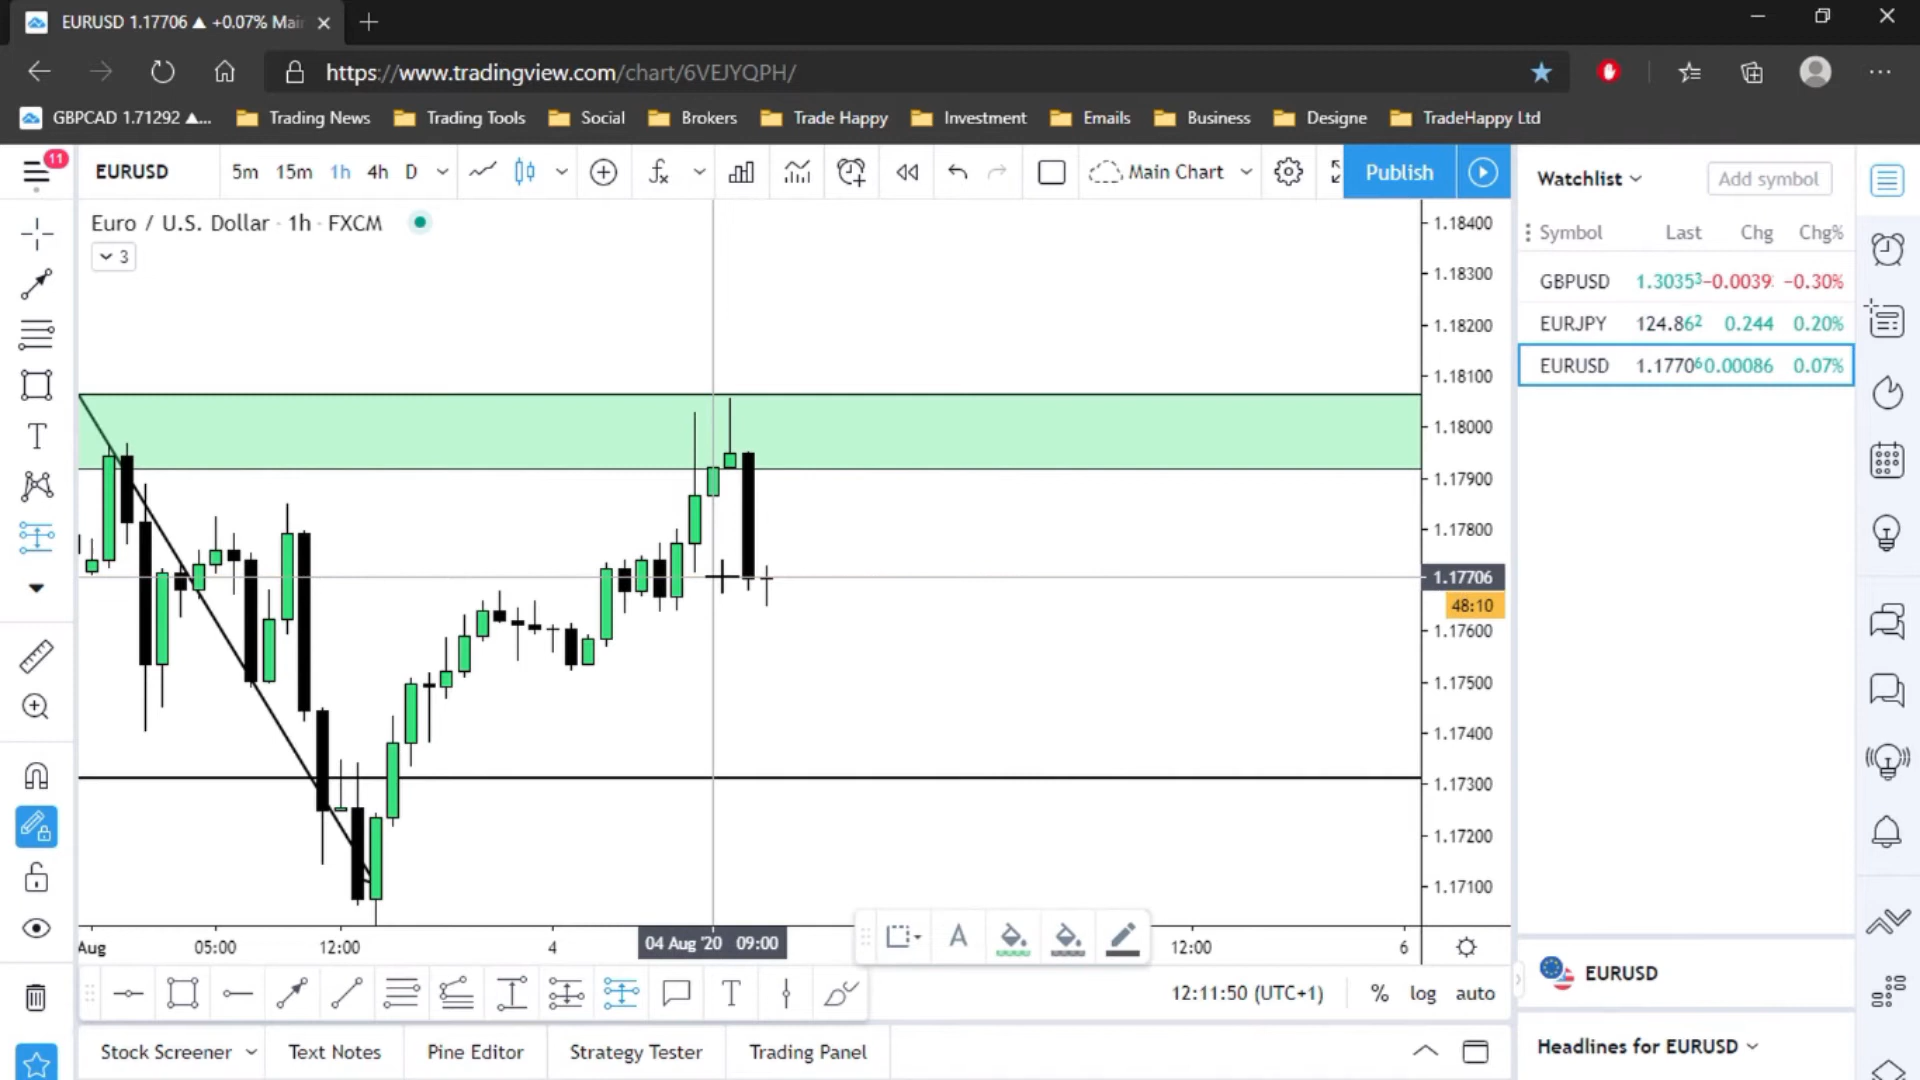 EURUSD 1.17706 ▲ +0.07% Mai
https://www.tradingview.com/chart/6VEJYQPH/
GBPCAD 1.71292 ▲... Trading News Trading Tools Social Brokers Trade Happy Investment Emails Business Designe TradeHappy Ltd
11
EURUSD 5m 15m 1h 4h D Main Chart Publish
Watchlist Add symbol
Euro / U.S. Dollar · 1h · FXCM
3
Symbol Last Chg Chg%
GBPUSD 1.30353 -0.0039 -0.30%
EURJPY 124.862 0.244 0.20%
EURUSD 1.17706 0.00086 0.07%
1.18400
1.18300
1.18200
1.18100
1.18000
1.17900
1.17800
1.17706
48:10
1.17600
1.17500
1.17400
1.17300
1.17200
1.17100
Aug 05:00 12:00 4 04 Aug '20 09:00 12:00 6
A
T
T
12:11:50 (UTC+1) % log auto
EURUSD
Stock Screener Text Notes Pine Editor Strategy Tester Trading Panel
Headlines for EURUSD